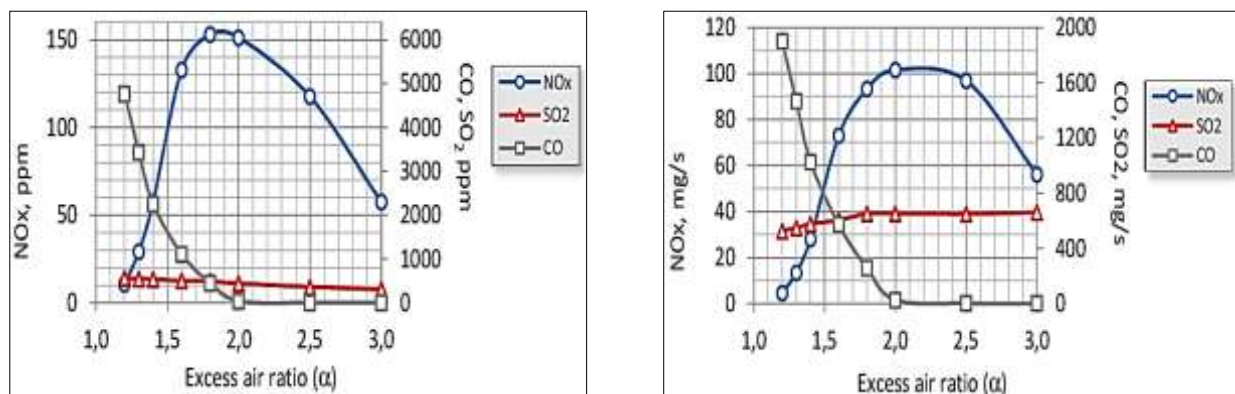 150
100
50
0
NOx, ppm
6000
5000
4000
3000
2000
1000
0
CO, SO2 ppm
1,0 1,5 2,0 2,5 3,0
Excess air ratio (α)
NOx
SO2
CO
120
100
80
60
40
20
0
NOx, mg/s
2000
1600
1200
800
400
0
CO, SO2, mg/s
1,0 1,5 2,0 2,5 3,0
Excess air ratio (α)
NOx
SO2
CO